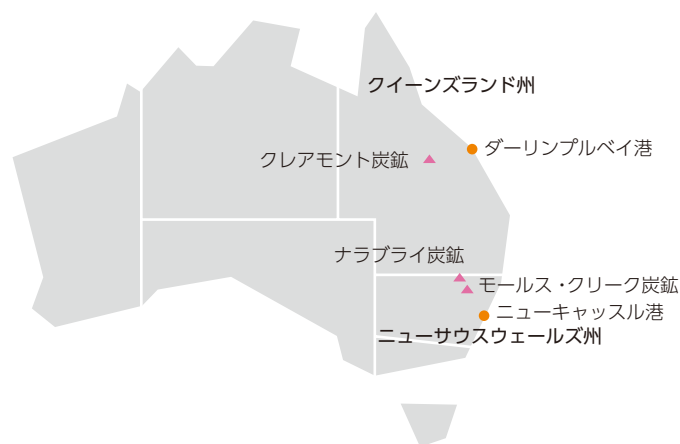 クイーンズランド州
ダーリンプルベイ港
クレアモント炭鉱
ナラブライ炭鉱
モールス・クリーク炭鉱
ニューキャッスル港
ニューサウスウェールズ州